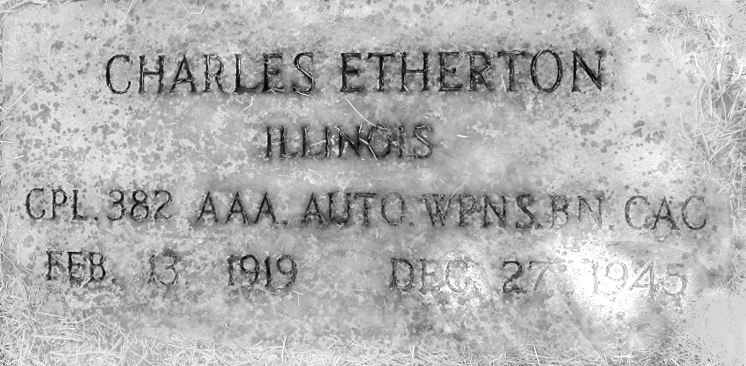 CHARLES ETHERTON
ILLINOIS
CPL. 382 AAA. AUTO. WPNS. BN. CAC.
FEB. 13. 1919 DEC 27. 1945